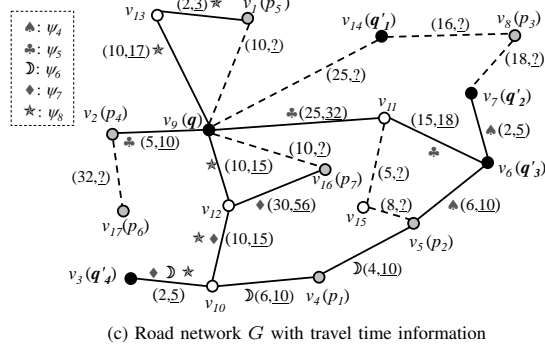 (2,3)★ v1(p5)
v13
♠: ψ4
♣: ψ5
☽: ψ6
♦: ψ7
★: ψ8
(10,17)★
(10,?)
v14(q'1)
(16,?)
v8(p3)
(25,?)
(18,?)
v7(q'2)
v2(p4)
v9(q)
♣(25,32)
v11
(15,18)
♠(2,5)
♣(5,10)
♣
(32,?)
★ (10,15)
(10,?)
v16(p7)
(5,?)
v6(q'3)
v17(p6)
v12
♦(30,56)
v15
(8,?)
♠(6,10)
★♦(10,15)
v5(p2)
v3(q'4)
♦☽★
(2,5)
v10
☽(6,10)
v4(p1)
☽(4,10)
(c) Road network G with travel time information